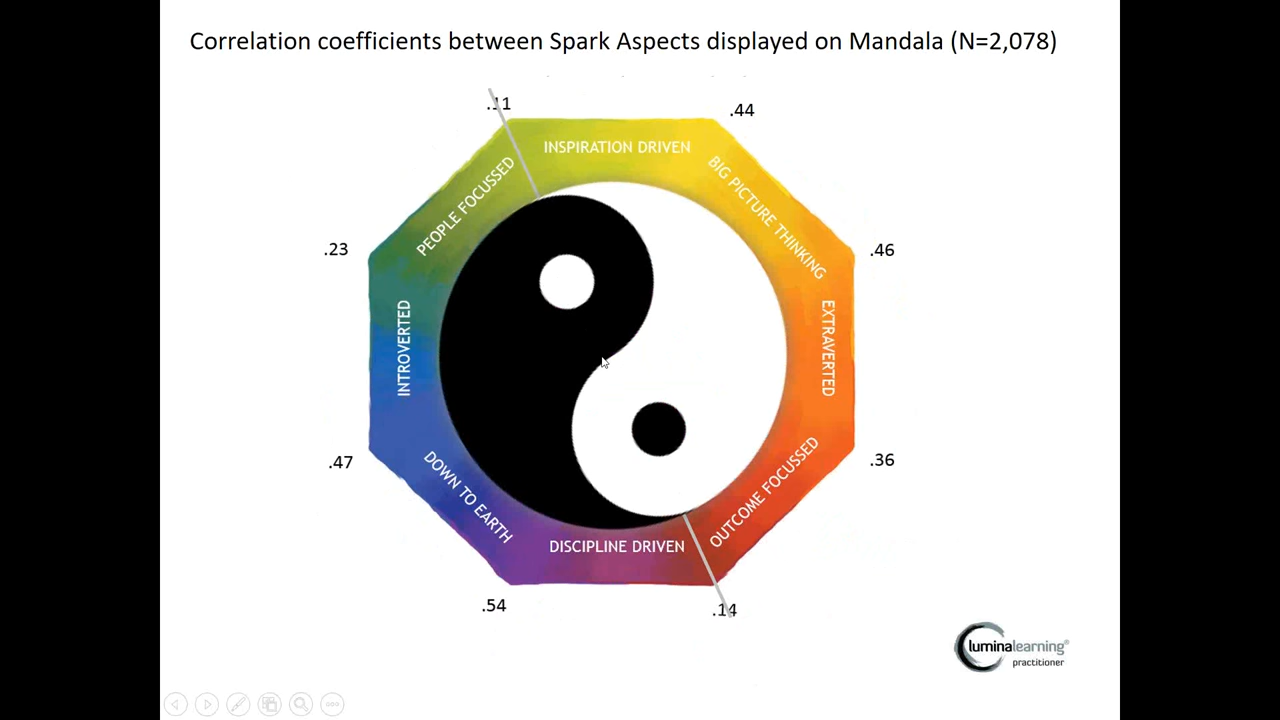 Correlation coefficients between Spark Aspects displayed on Mandala (N=2,078)
.11
.44
INSPIRATION DRIVEN
PEOPLE FOCUSSED
BIG PICTURE THINKING
.23
.46
INTROVERTED
EXTRAVERTED
.47
.36
DOWN TO EARTH
OUTCOME FOCUSSED
DISCIPLINE DRIVEN
.54
.14
luminalearning®
practitioner